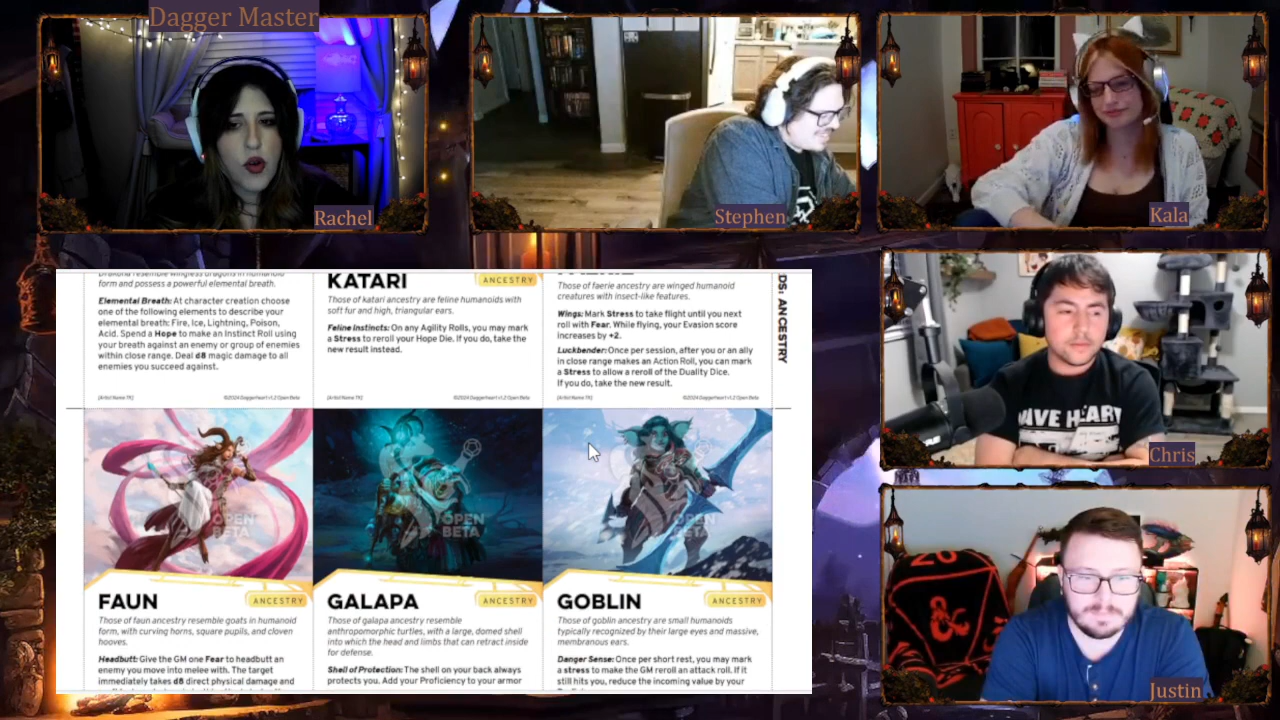 Dagger Master
Rachel
Stephen
Kala
Chris
Justin
WAVE HEART
form and possess a powerful elemental breath.
Elemental Breath: At character creation choose
one of the following elements to describe your
elemental breath: Fire, Ice, Lightning, Poison,
Acid. Spend a Hope to make an Instinct Roll using
your breath against an enemy or group of enemies
within close range. Deal d8 magic damage to all
enemies you succeed against.
[Artist Name TK] ©2024 Daggerheart v1.2 Open Beta
KATARI
ANCESTRY
Those of katari ancestry are feline humanoids with
soft fur and high, triangular ears.
Feline Instincts: On any Agility Rolls, you may mark
a Stress to reroll your Hope Die. If you do, take the
new result instead.
[Artist Name TK] ©2024 Daggerheart v1.2 Open Beta
Those of faerie ancestry are winged humanoid
creatures with insect-like features.
Wings: Mark Stress to take flight until you next
roll with Fear. While flying, your Evasion score
increases by +2.
Luckbender: Once per session, after you or an ally
in close range makes an Action Roll, you can mark
a Stress to allow a reroll of the Duality Dice.
If you do, take the new result.
[Artist Name TK] ©2024 Daggerheart v1.2 Open Beta
DS: ANCESTRY
OPEN
BETA
OPEN
BETA
OPEN
BETA
FAUN
ANCESTRY
Those of faun ancestry resemble goats in humanoid
form, with curving horns, square pupils, and cloven
hooves.
Headbutt: Give the GM one Fear to headbutt an
enemy you move into melee with. The target
immediately takes d8 direct physical damage and
GALAPA
ANCESTRY
Those of galapa ancestry resemble
anthropomorphic turtles, with a large, domed shell
into which the head and limbs that can retract inside
for defense.
Shell of Protection: The shell on your back always
protects you. Add your Proficiency to your armor
GOBLIN
ANCESTRY
Those of goblin ancestry are small humanoids
typically recognized by their large eyes and massive,
membranous ears.
Danger Sense: Once per short rest, you may mark
a stress to make the GM reroll an attack roll. If it
still hits you, reduce the incoming value by your
20